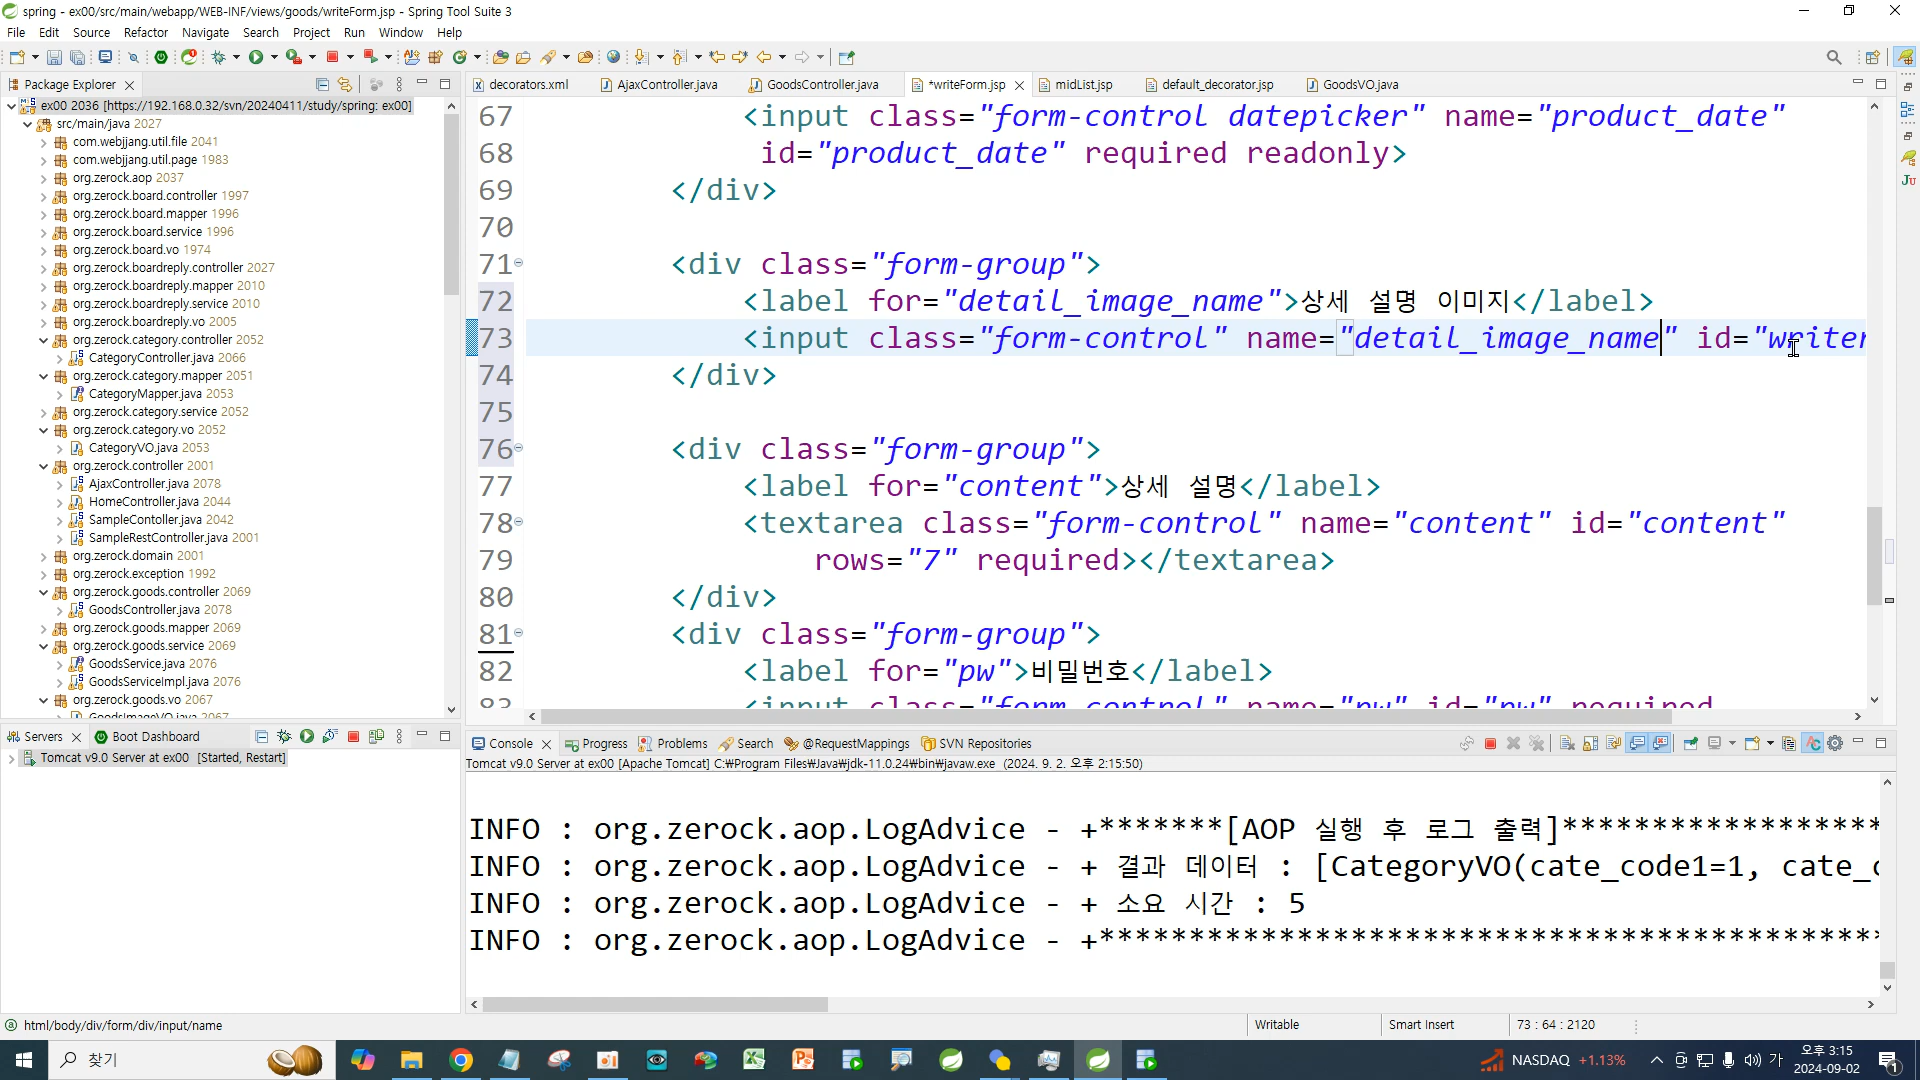 spring - ex00/src/main/webapp/WEB-INF/views/goods/writeForm.jsp - Spring Tool Suite 3
File Edit Source Refactor Navigate Search Project Run Window Help
Package Explorer
decorators.xml AjaxController.java GoodsController.java *writeForm.jsp midList.jsp default_decorator.jsp GoodsVO.java
ex00 2036 [https://192.168.0.32/svn/20240411/study/spring: ex00]
src/main/java 2027
com.webjjang.util.file 2041
com.webjjang.util.page 1983
org.zerock.aop 2037
org.zerock.board.controller 1997
org.zerock.board.mapper 1996
org.zerock.board.service 1996
org.zerock.board.vo 1974
org.zerock.boardreply.controller 2027
org.zerock.boardreply.mapper 2010
org.zerock.boardreply.service 2010
org.zerock.boardreply.vo 2005
org.zerock.category.controller 2052
CategoryController.java 2066
org.zerock.category.mapper 2051
CategoryMapper.java 2053
org.zerock.category.service 2052
org.zerock.category.vo 2052
CategoryVO.java 2053
org.zerock.controller 2001
AjaxController.java 2078
HomeController.java 2044
SampleContoller.java 2042
SampleRestController.java 2001
org.zerock.domain 2001
org.zerock.exception 1992
org.zerock.goods.controller 2069
GoodsController.java 2078
org.zerock.goods.mapper 2069
org.zerock.goods.service 2069
GoodsService.java 2076
GoodsServiceImpl.java 2076
org.zerock.goods.vo 2067
GoodsImageVO.java 2067
67 <input class="form-control datepicker" name="product_date"
68 id="product_date" required readonly>
69 </div>
70
71 <div class="form-group">
72 <label for="detail_image_name">상세 설명 이미지</label>
73 <input class="form-control" name="detail_image_name" id="writer
74 </div>
75
76 <div class="form-group">
77 <label for="content">상세 설명</label>
78 <textarea class="form-control" name="content" id="content"
79 rows="7" required></textarea>
80 </div>
81 <div class="form-group">
82 <label for="pw">비밀번호</label>
83 <input class="form-control" name="pw" id="pw" required
Servers Boot Dashboard
Tomcat v9.0 Server at ex00 [Started, Restart]
Console Progress Problems Search @RequestMappings SVN Repositories
Tomcat v9.0 Server at ex00 [Apache Tomcat] C:₩Program Files₩Java₩jdk-11.0.24₩bin₩javaw.exe (2024. 9. 2. 오후 2:15:50)
INFO : org.zerock.aop.LogAdvice - +*******[AOP 실행 후 로그 출력]******************
INFO : org.zerock.aop.LogAdvice - + 결과 데이터 : [CategoryVO(cate_code1=1, cate_c
INFO : org.zerock.aop.LogAdvice - + 소요 시간 : 5
INFO : org.zerock.aop.LogAdvice - +********************************************
html/body/div/form/div/input/name Writable Smart Insert 73 : 64 : 2120
찾기 NASDAQ +1.13% 가 오후 3:15
2024-09-02
1